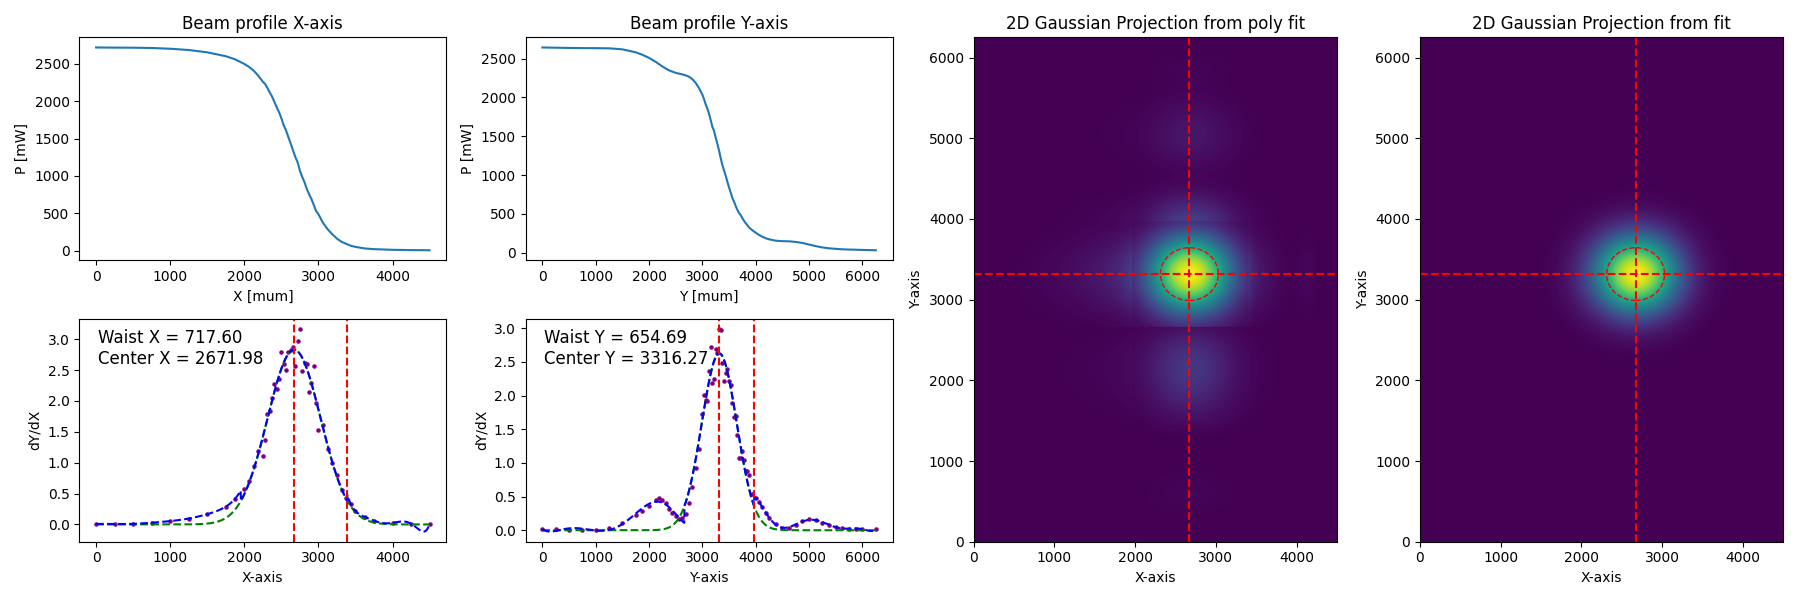 Beam profile X-axis
P [mW]
2500
2000
1500
1000
500
0
0 1000 2000 3000 4000
X [mum]
Beam profile Y-axis
P [mW]
2500
2000
1500
1000
500
0
0 1000 2000 3000 4000 5000 6000
Y [mum]
Waist X = 717.60
Center X = 2671.98
dY/dX
3.0
2.5
2.0
1.5
1.0
0.5
0.0
0 1000 2000 3000 4000
X-axis
Waist Y = 654.69
Center Y = 3316.27
dY/dX
3.0
2.5
2.0
1.5
1.0
0.5
0.0
0 1000 2000 3000 4000 5000 6000
Y-axis
2D Gaussian Projection from poly fit
Y-axis
6000
5000
4000
3000
2000
1000
0
0 1000 2000 3000 4000
X-axis
2D Gaussian Projection from fit
Y-axis
6000
5000
4000
3000
2000
1000
0
0 1000 2000 3000 4000
X-axis